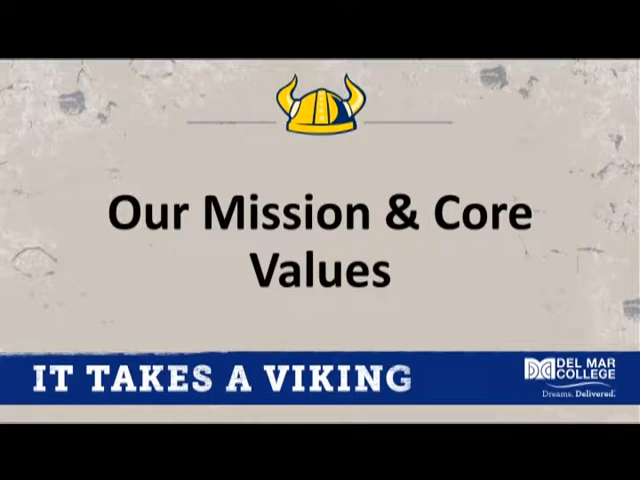 Our Mission & Core
Values
IT TAKES A VIKING
DEL MAR
COLLEGE
Dreams. Delivered.